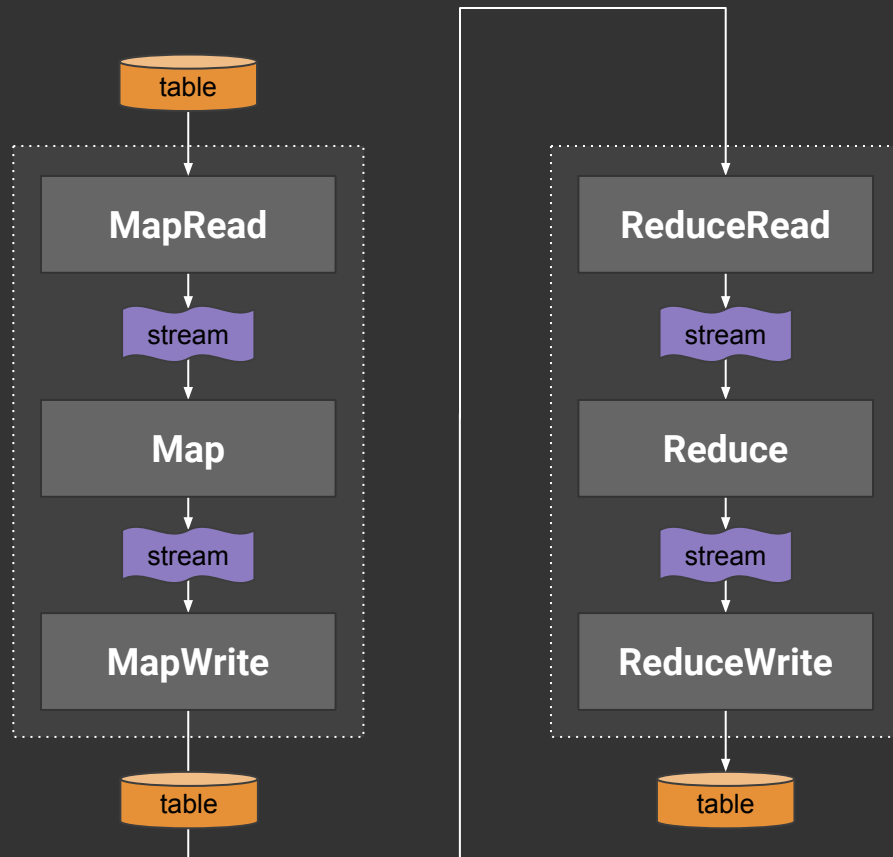 table
MapRead
stream
Map
stream
MapWrite
table
ReduceRead
stream
Reduce
stream
ReduceWrite
table